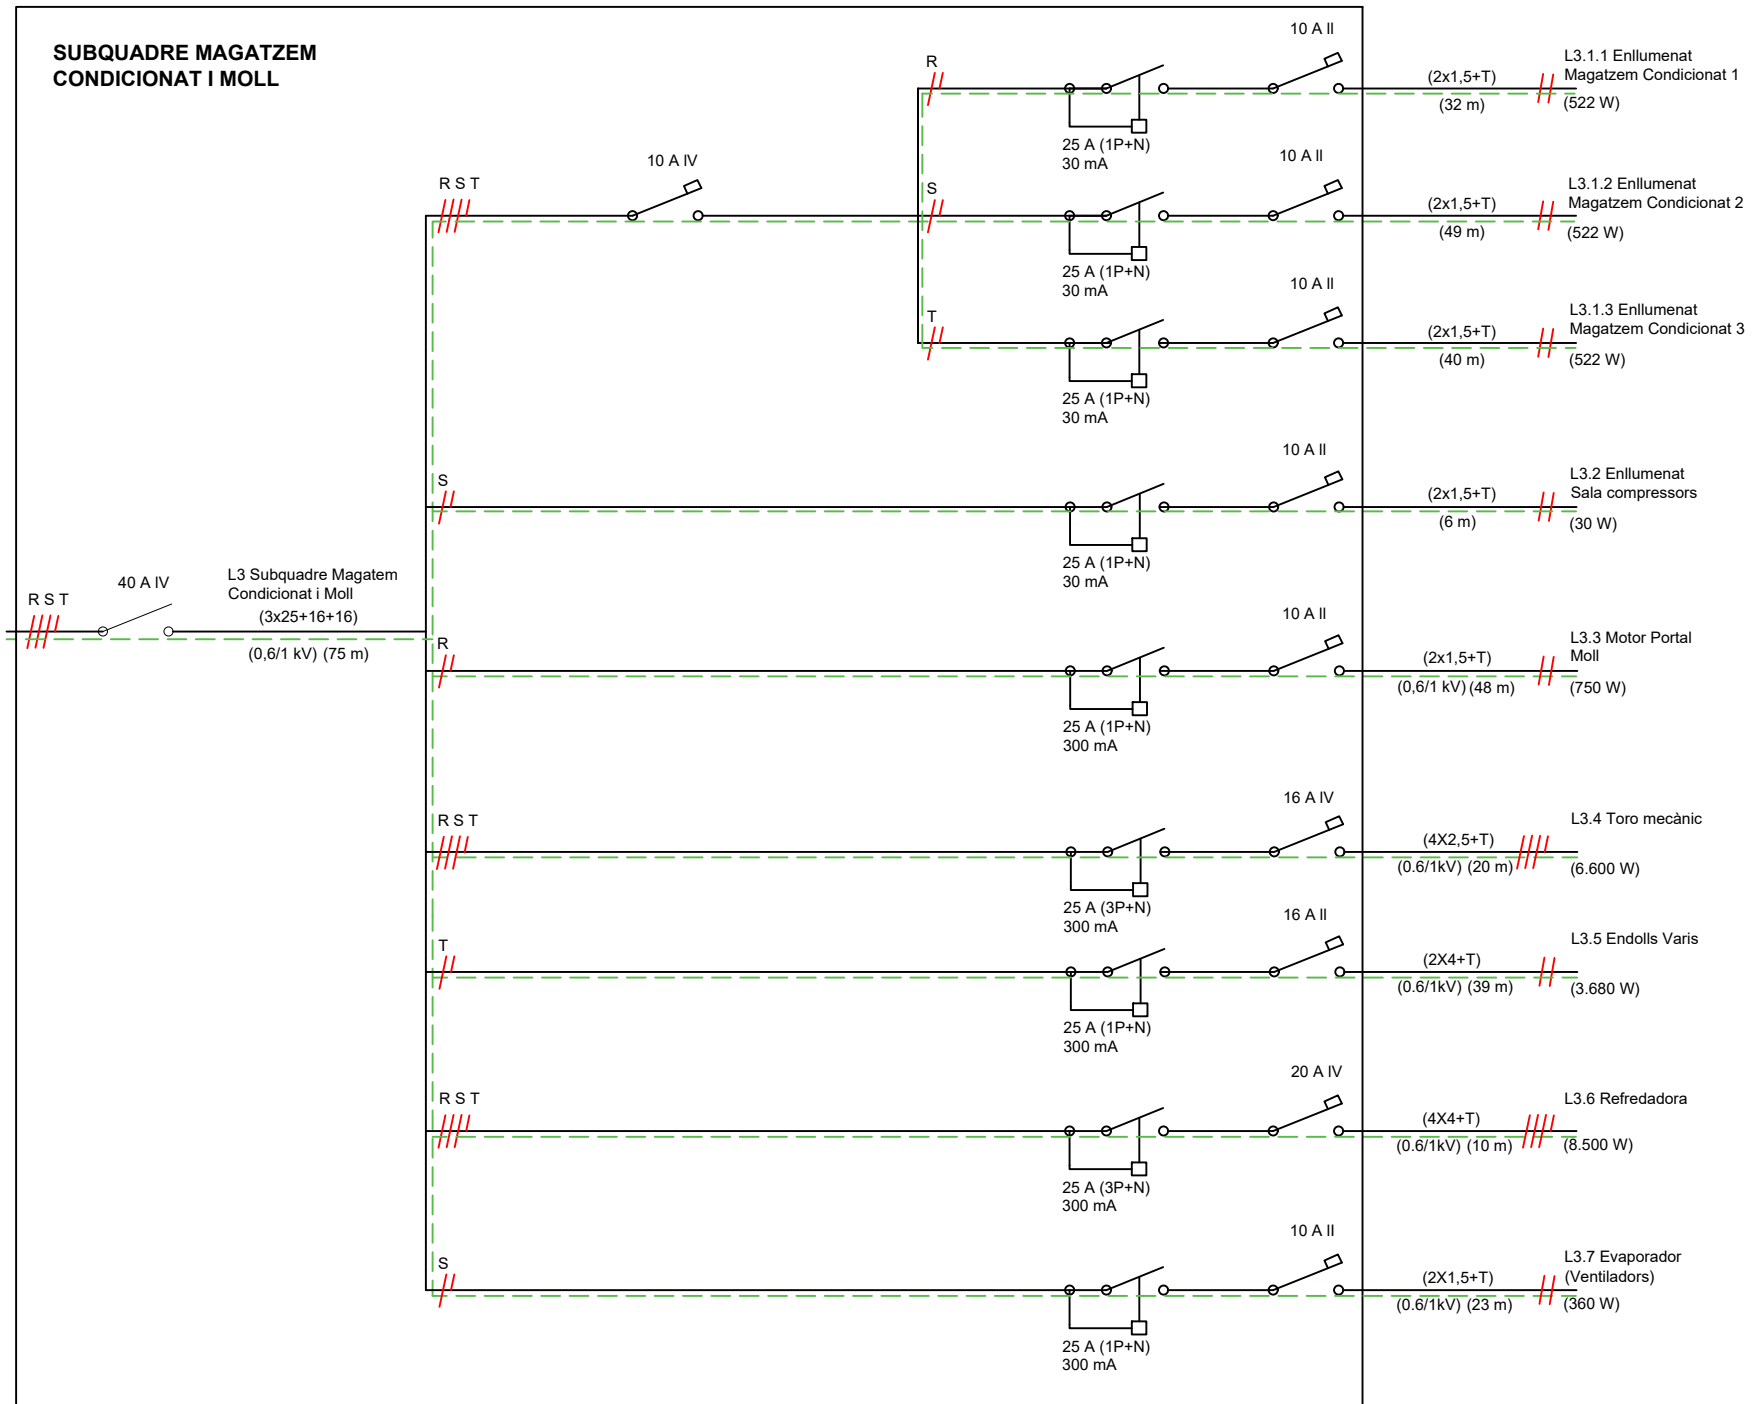 SUBQUADRE MAGATZEM
CONDICIONAT I MOLL
R S T
40 A IV
L3 Subquadre Magatem
Condicionat i Moll
(3x25+16+16)
(0,6/1 kV) (75 m)
R S T
10 A IV
R
25 A (1P+N)
30 mA
10 A II
(2x1,5+T)
(32 m)
L3.1.1 Enllumenat
Magatzem Condicionat 1
(522 W)
S
25 A (1P+N)
30 mA
10 A II
(2x1,5+T)
(49 m)
L3.1.2 Enllumenat
Magatzem Condicionat 2
(522 W)
T
25 A (1P+N)
30 mA
10 A II
(2x1,5+T)
(40 m)
L3.1.3 Enllumenat
Magatzem Condicionat 3
(522 W)
S
25 A (1P+N)
30 mA
10 A II
(2x1,5+T)
(6 m)
L3.2 Enllumenat
Sala compressors
(30 W)
R
25 A (1P+N)
300 mA
10 A II
(2x1,5+T)
(0,6/1 kV) (48 m)
L3.3 Motor Portal
Moll
(750 W)
R S T
25 A (3P+N)
300 mA
16 A IV
(4X2,5+T)
(0.6/1kV) (20 m)
L3.4 Toro mecànic
(6.600 W)
T
25 A (1P+N)
300 mA
16 A II
(2X4+T)
(0.6/1kV) (39 m)
L3.5 Endolls Varis
(3.680 W)
R S T
25 A (3P+N)
300 mA
20 A IV
(4X4+T)
(0.6/1kV) (10 m)
L3.6 Refredadora
(8.500 W)
S
25 A (1P+N)
300 mA
10 A II
(2X1,5+T)
(0.6/1kV) (23 m)
L3.7 Evaporador
(Ventiladors)
(360 W)